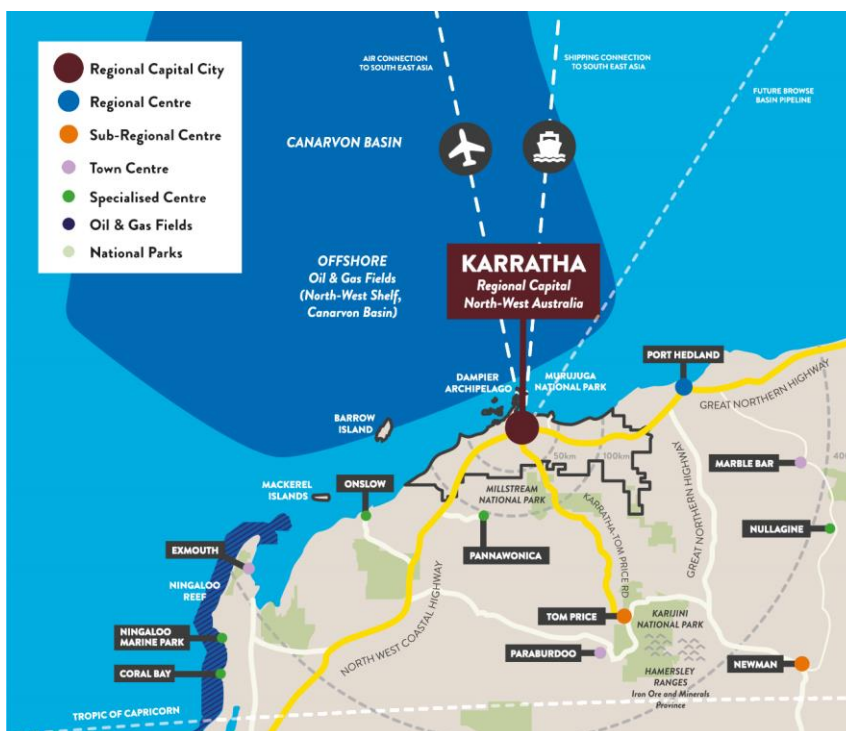 Regional Capital City
Regional Centre
Sub-Regional Centre
Town Centre
Specialised Centre
Oil & Gas Fields
National Parks
AIR CONNECTION
TO SOUTH EAST ASIA
SHIPPING CONNECTION
TO SOUTH EAST ASIA
FUTURE BROWSE
BASIN PIPELINE
CANARVON BASIN
OFFSHORE
Oil & Gas Fields
(North-West Shelf,
Canarvon Basin)
KARRATHA
Regional Capital
North-West Australia
PORT HEDLAND
DAMPIER
ARCHIPELAGO
MURUJUGA
NATIONAL PARK
GREAT NORTHERN HIGHWAY
BARROW
ISLAND
50km
100km
MARBLE BAR
MACKEREL
ISLANDS
ONSLOW
MILLSTREAM
NATIONAL PARK
KARRATHA-TOM PRICE RD
GREAT NORTHERN HIGHWAY
NULLAGINE
EXMOUTH
PANNAWONICA
NINGALOO
REEF
NORTH WEST COASTAL HIGHWAY
TOM PRICE
KARIJINI
NATIONAL PARK
NINGALOO
MARINE PARK
PARABURDOO
HAMERSLEY
RANGES
Iron Ore and Minerals
Province
NEWMAN
CORAL BAY
TROPIC OF CAPRICORN